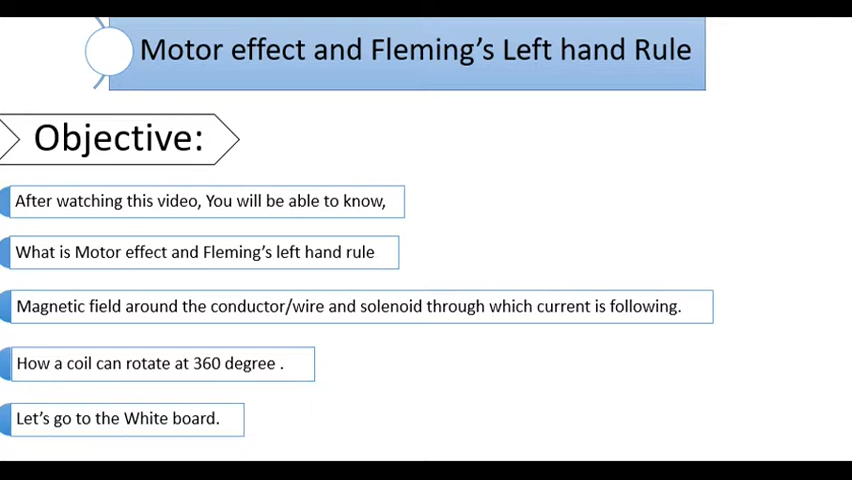 Motor effect and Fleming's Left hand Rule
Objective:
After watching this video, You will be able to know,
What is Motor effect and Fleming's left hand rule
Magnetic field around the conductor/wire and solenoid through which current is following.
How a coil can rotate at 360 degree .
Let's go to the White board.